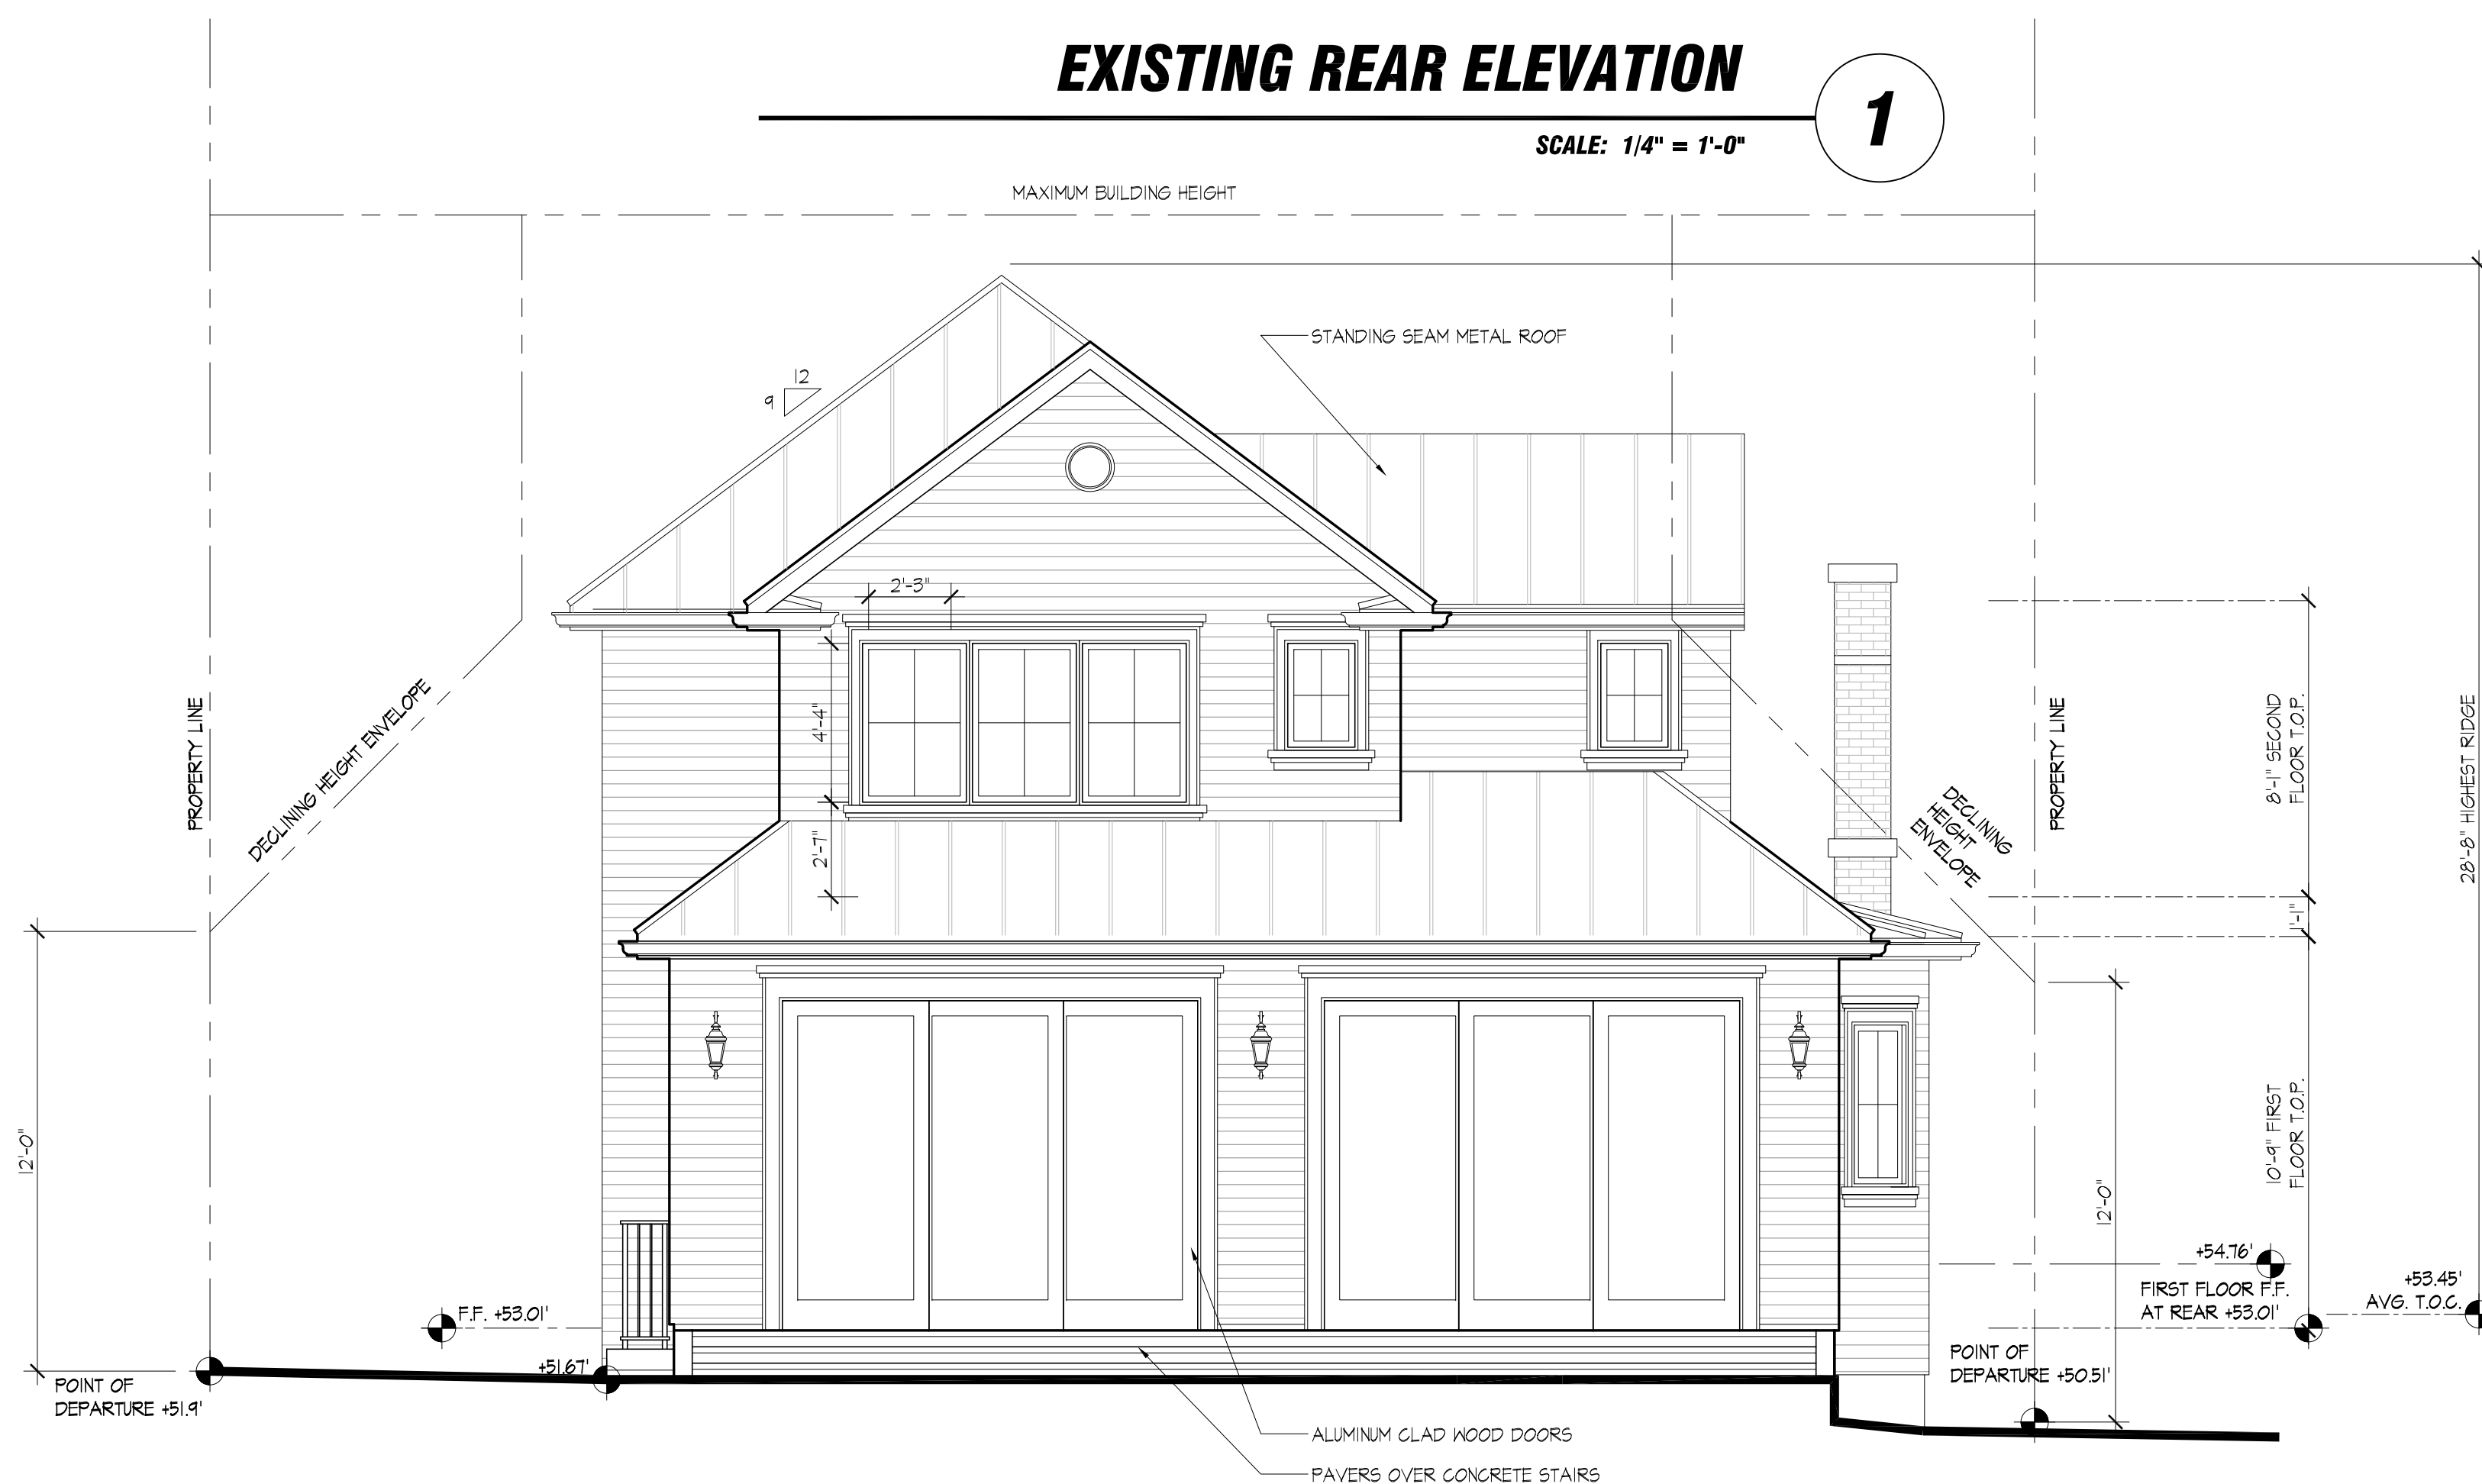 EXISTING REAR ELEVATION
1
SCALE: 1/4" = 1'-0"
MAXIMUM BUILDING HEIGHT
STANDING SEAM METAL ROOF
12
9
2'-3"
4'-4"
2'-7"
PROPERTY LINE
DECLINING HEIGHT ENVELOPE
12'-0"
F.F. +53.01'
+51.67'
POINT OF
DEPARTURE +51.9'
DECLINING
HEIGHT
ENVELOPE
PROPERTY LINE
8'-1" SECOND
FLOOR T.O.P.
28'-8" HIGHEST RIDGE
1'-1"
10'-9" FIRST
FLOOR T.O.P.
12'-0"
+54.76'
FIRST FLOOR F.F.
AT REAR +53.01'
+53.45'
AVG. T.O.C.
POINT OF
DEPARTURE +50.51'
ALUMINUM CLAD WOOD DOORS
PAVERS OVER CONCRETE STAIRS